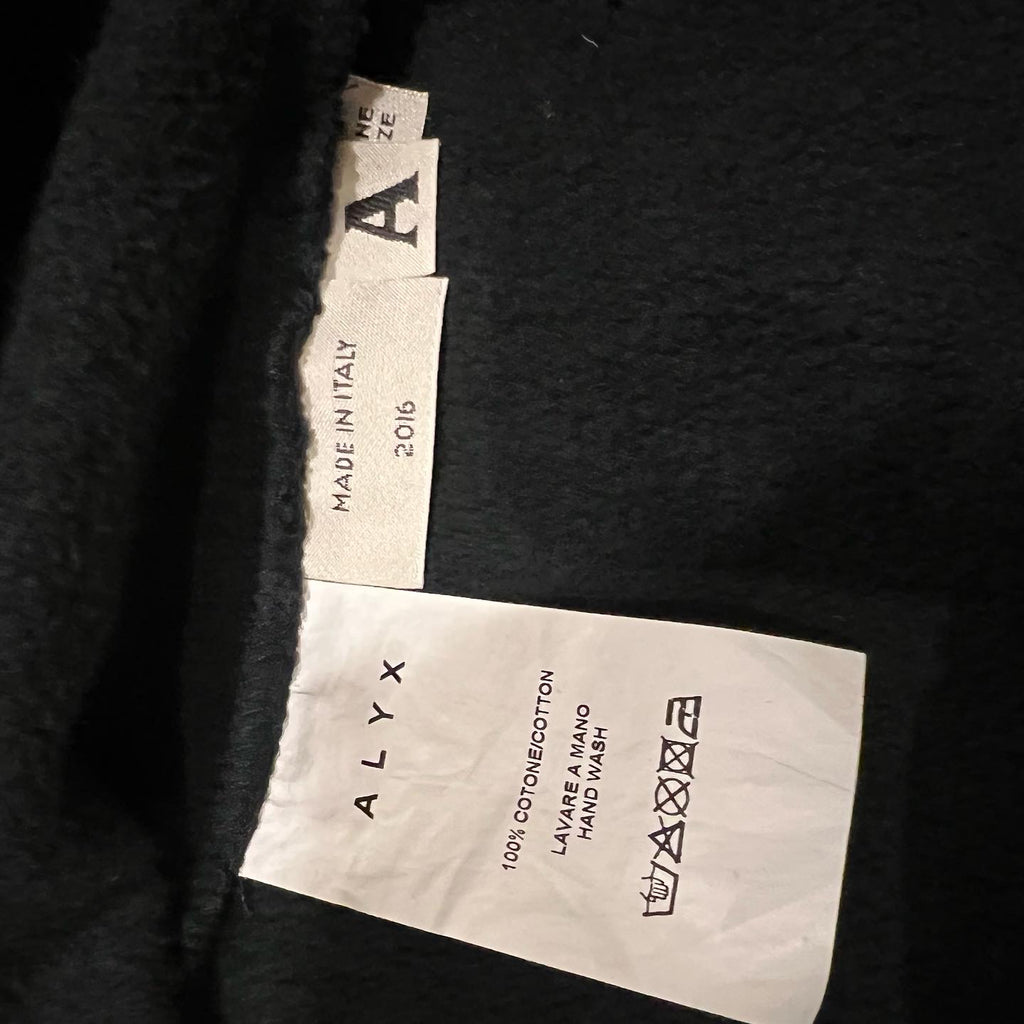 A
MADE IN ITALY
2016
ALYX
100% COTONE/COTTON
LAVARE A MANO
HAND WASH